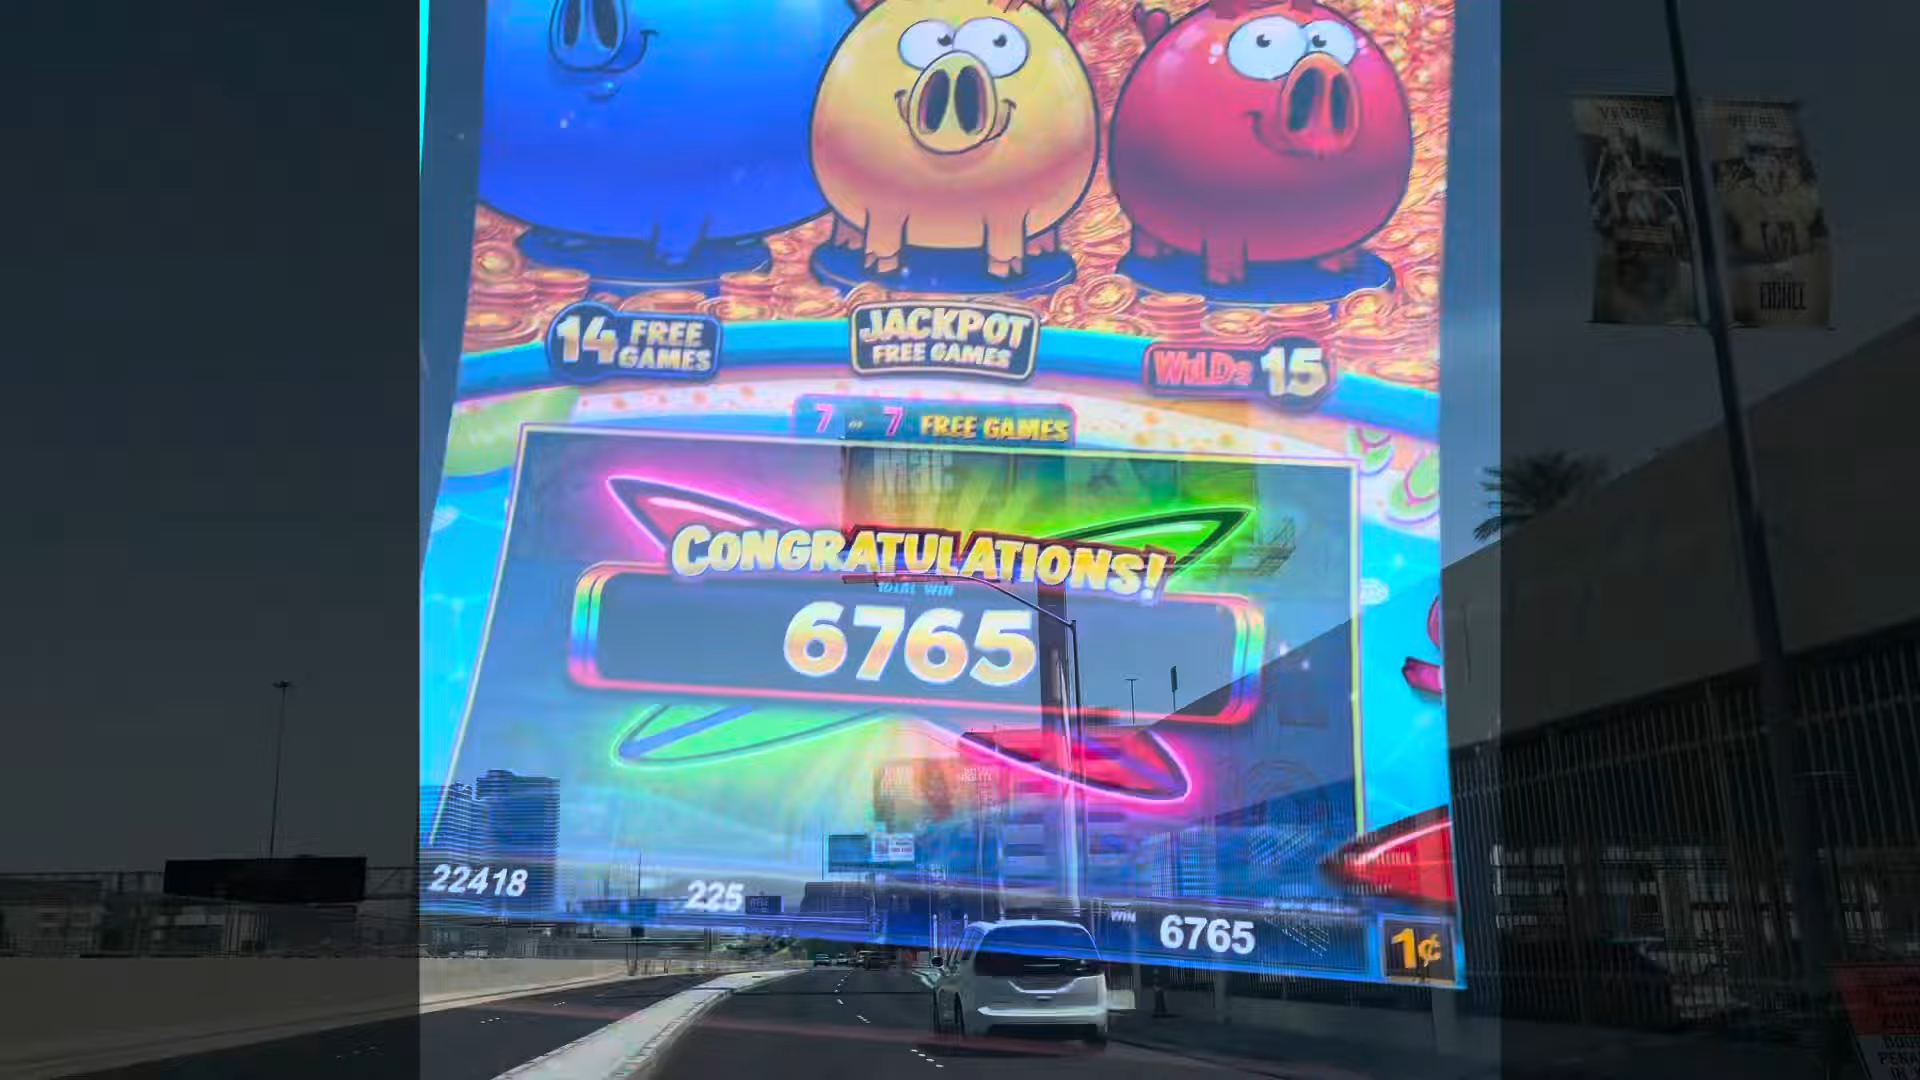 14 FREE GAMES
JACKPOT FREE GAMES
WILDS 15
7 OF 7 FREE GAMES
Mac
CONGRATULATIONS!
TOTAL WIN
6765
22418
225
WIN
6765
1¢